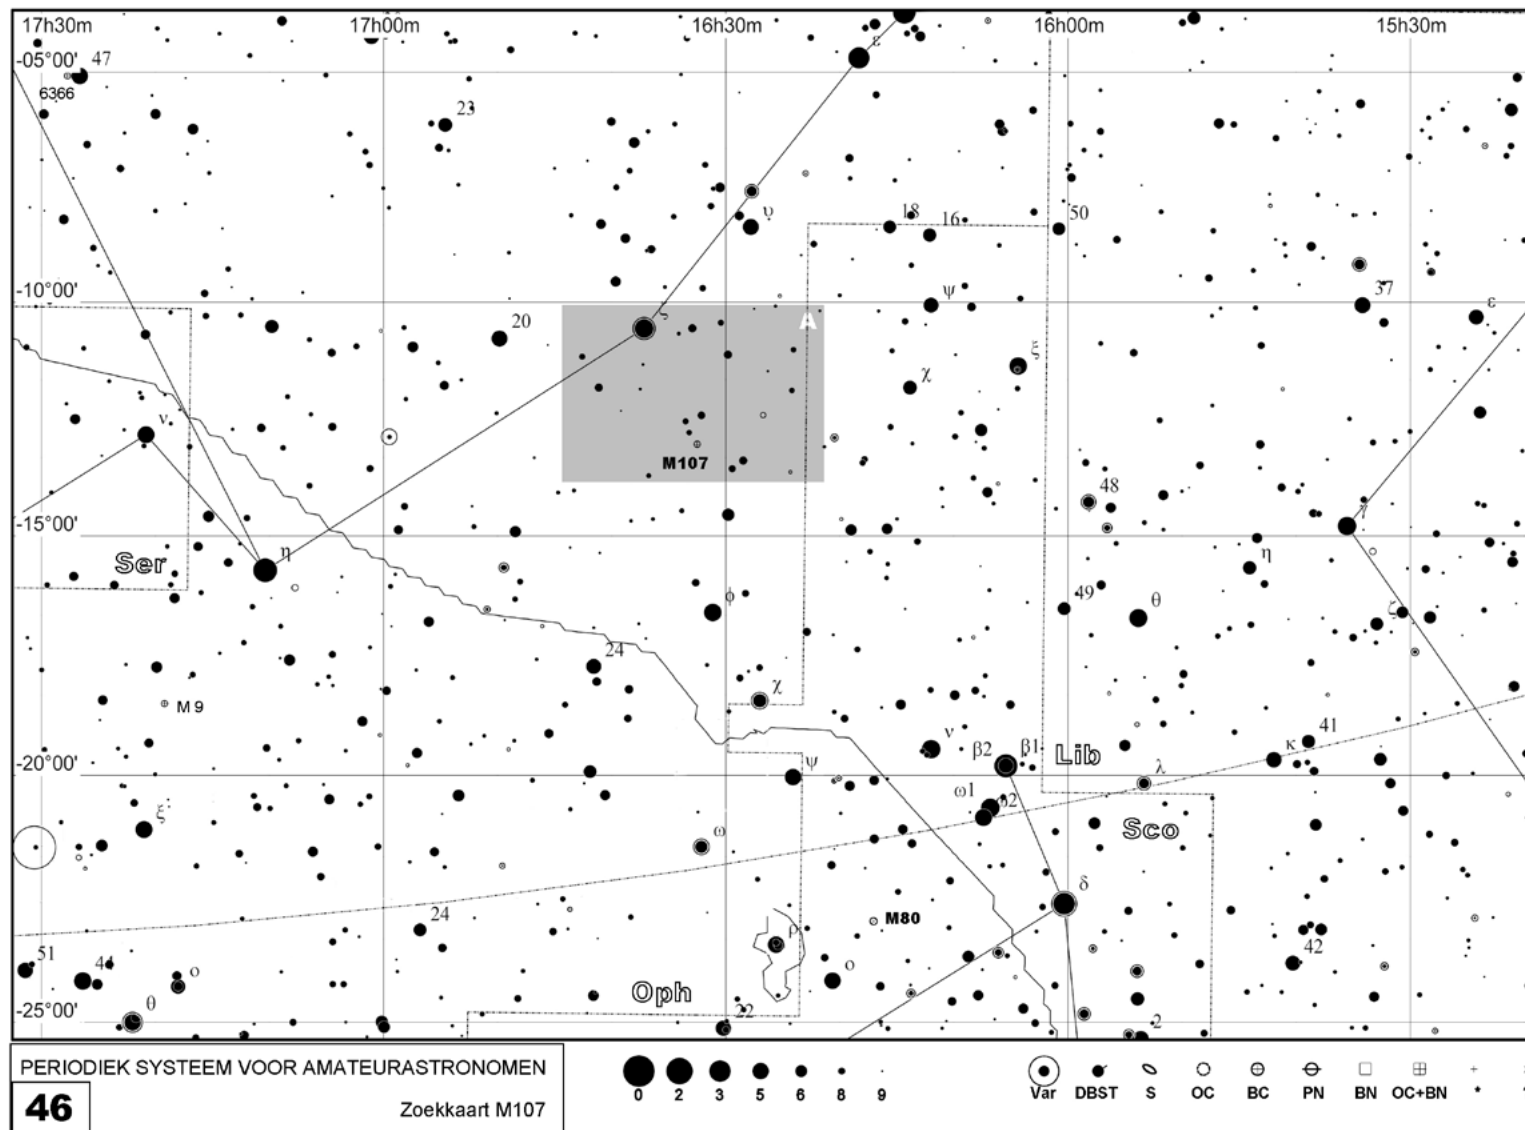 17h30m 17h00m 16h30m 16h00m 15h30m
ε
-05°00'
47
6366
23
υ
18 16 50
-10°00'
ψ 37 ε
ζ A
20
ξ
χ
ν
M107
48
γ
-15°00'
Ser η
η
φ 49 θ ζ
24
χ
M 9
ν β2 β1 Lib κ 41
-20°00'
ψ λ
ω1 ω2
ξ Sco
ω
δ
24 M80
ρ
51 44 ο ο 42
Oph
-25°00' θ 22 2
PERIODIEK SYSTEEM VOOR AMATEURASTRONOMEN
46 Zoekkaart M107
0 2 3 5 6 8 9
Var DBST S OC BC PN BN OC+BN *